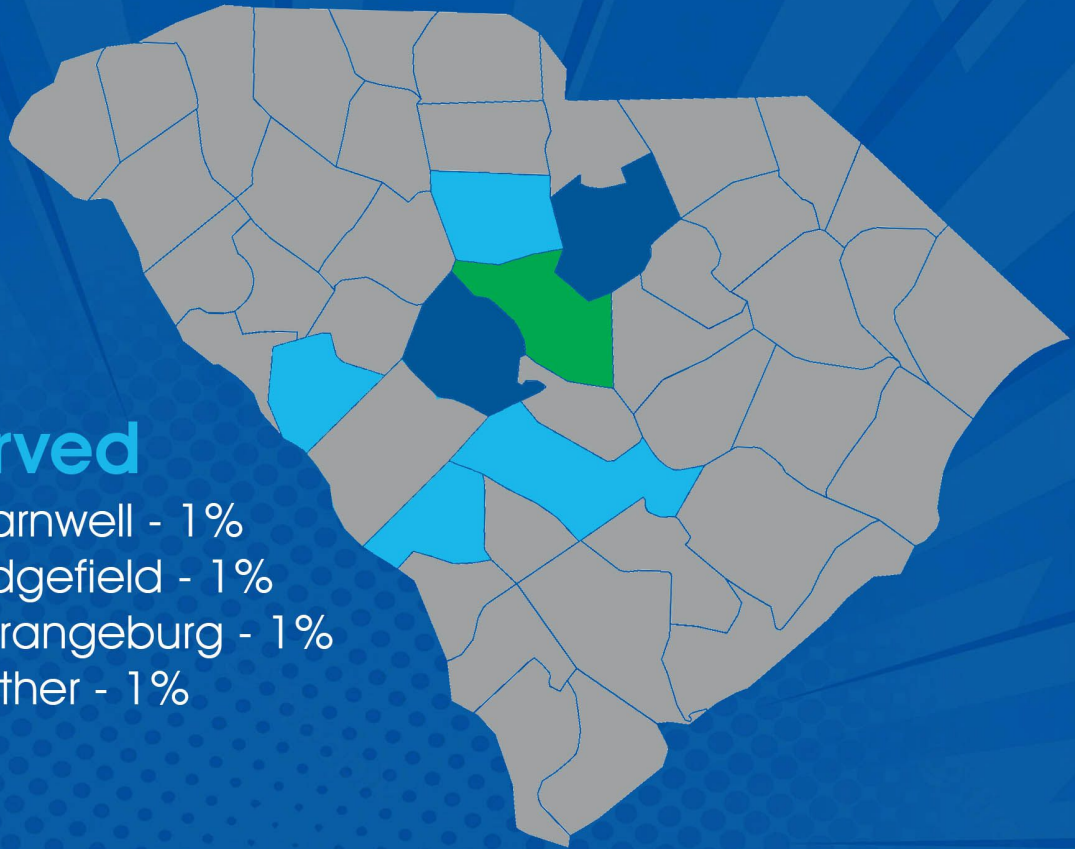 rved
arnwell - 1%
dgefield - 1%
rangeburg - 1%
ther - 1%